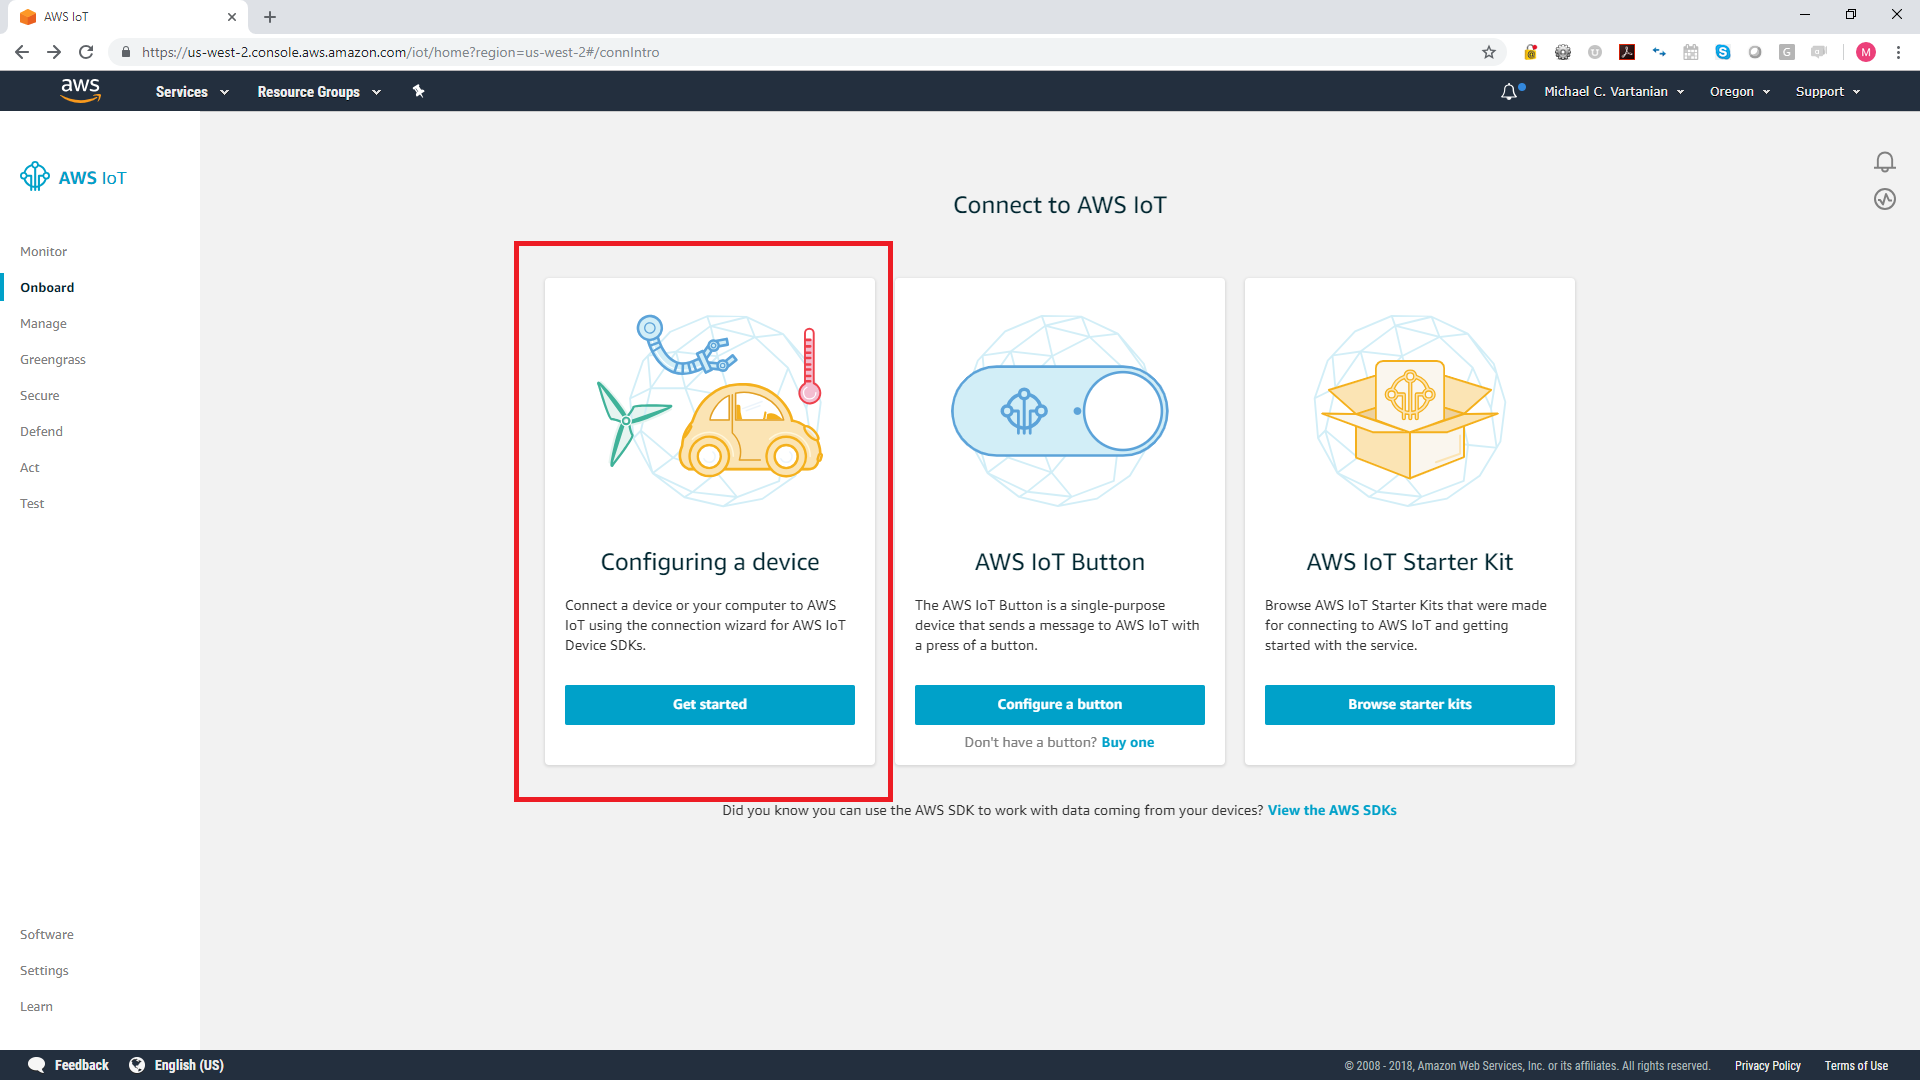 AWS IoT
https://us-west-2.console.aws.amazon.com/iot/home?region=us-west-2#/connIntro
M
aws
Services
Resource Groups
Michael C. Vartanian
Oregon
Support
AWS IoT
Monitor
Onboard
Manage
Greengrass
Secure
Defend
Act
Test
Software
Settings
Learn
Connect to AWS IoT
Configuring a device
Connect a device or your computer to AWS
IoT using the connection wizard for AWS IoT
Device SDKs.
Get started
AWS IoT Button
The AWS IoT Button is a single-purpose
device that sends a message to AWS IoT with
a press of a button.
Configure a button
Don't have a button? Buy one
AWS IoT Starter Kit
Browse AWS IoT Starter Kits that were made
for connecting to AWS IoT and getting
started with the service.
Browse starter kits
Did you know you can use the AWS SDK to work with data coming from your devices? View the AWS SDKs
Feedback
English (US)
© 2008 - 2018, Amazon Web Services, Inc. or its affiliates. All rights reserved.
Privacy Policy
Terms of Use